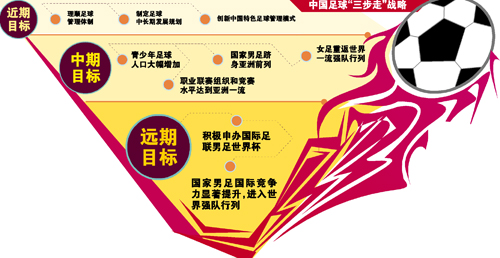 中国足球“三步走”战略
近期
目标
理顺足球
管理体制
制定足球
中长期发展规划
创新中国特色足球管理模式
中期
目标
青少年足球
人口大幅增加
国家男足跻
身亚洲前列
女足重返世界
一流强队行列
职业联赛组织和竞赛
水平达到亚洲一流
远期
目标
积极申办国际足
联男足世界杯
国家男足国际竞争
力显著提升,进入世
界强队行列